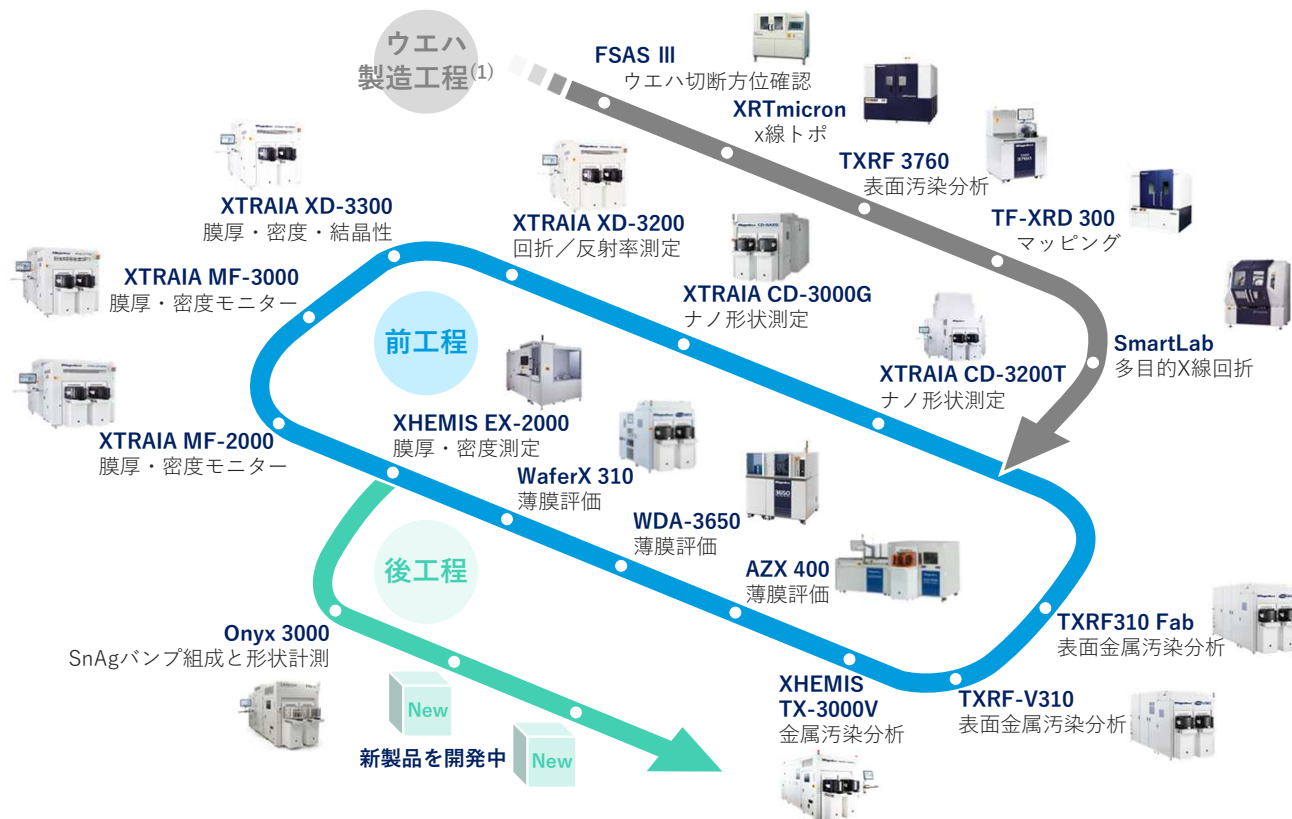 ウエハ
製造工程(1)
FSAS III
ウエハ切断方位確認
XRTmicron
x線トポ
TXRF 3760
表面汚染分析
TF-XRD 300
マッピング
SmartLab
多目的X線回折
XTRAIA XD-3300
膜厚・密度・結晶性
XTRAIA XD-3200
回折／反射率測定
XTRAIA MF-3000
膜厚・密度モニター
XTRAIA CD-3000G
ナノ形状測定
前工程
XTRAIA CD-3200T
ナノ形状測定
XTRAIA MF-2000
膜厚・密度モニター
XHEMIS EX-2000
膜厚・密度測定
WaferX 310
薄膜評価
WDA-3650
薄膜評価
AZX 400
薄膜評価
後工程
TXRF310 Fab
表面金属汚染分析
TXRF-V310
表面金属汚染分析
XHEMIS
TX-3000V
金属汚染分析
Onyx 3000
SnAgバンプ組成と形状計測
New
新製品を開発中
New